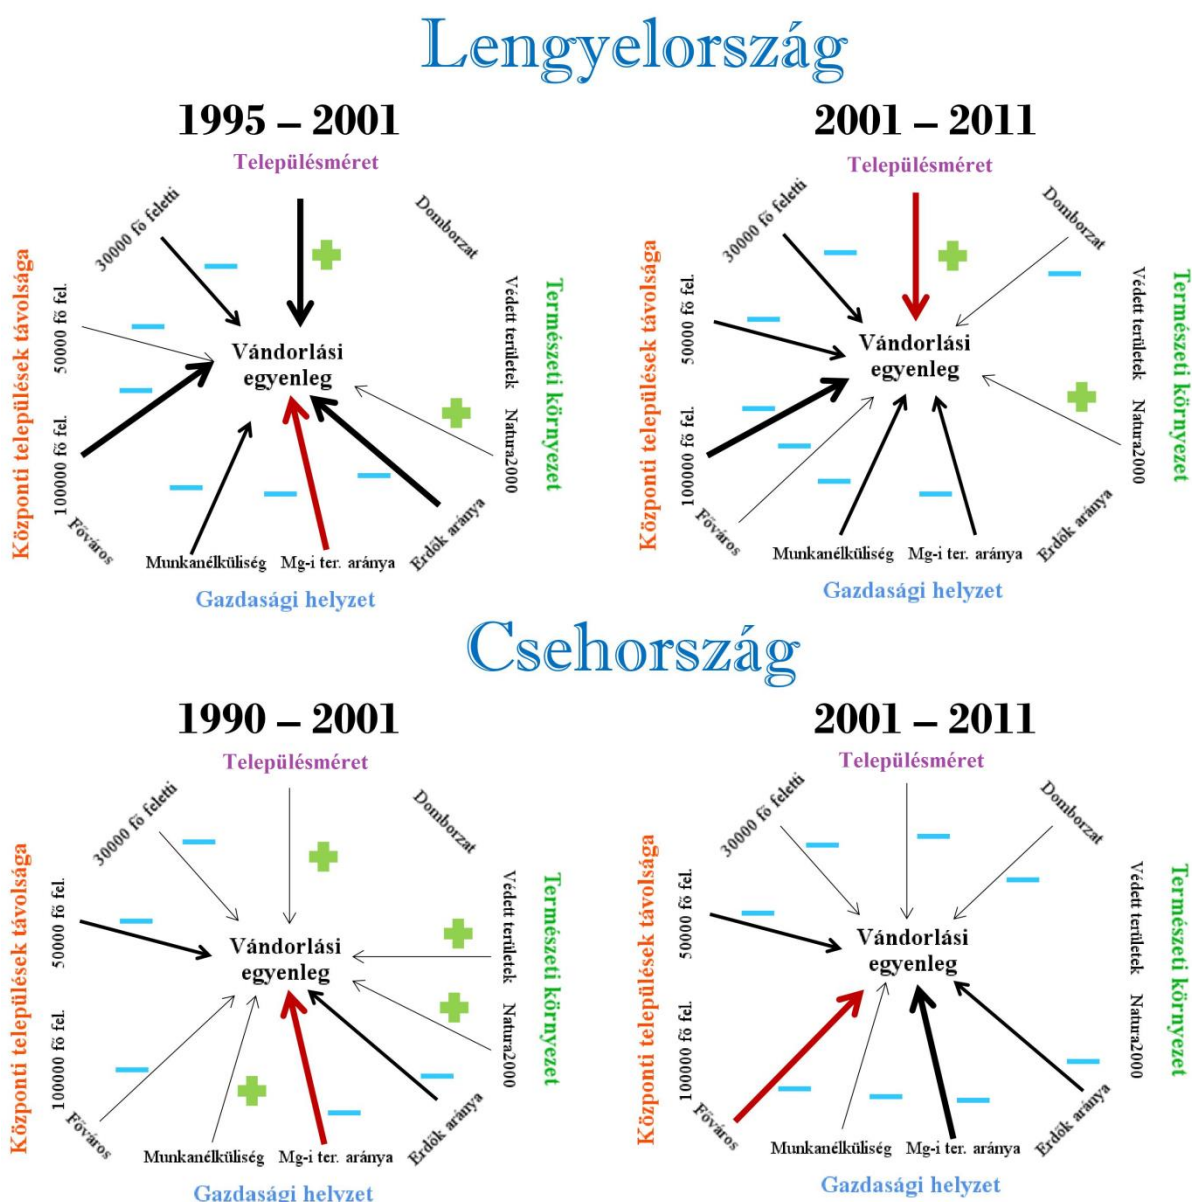 Lengyelország
1995 – 2001
Településméret
30000 fő feletti
Domborzat
50000 fő fel.
Védett területek
Központi települések távolsága
Természeti környezet
Vándorlási
egyenleg
100000 fő fel.
Natura2000
Főváros
Erdők aránya
Munkanélküliség
Mg-i ter. aránya
Gazdasági helyzet
2001 – 2011
Településméret
30000 fő feletti
Domborzat
50000 fő fel.
Védett területek
Központi települések távolsága
Természeti környezet
Vándorlási
egyenleg
100000 fő fel.
Natura2000
Főváros
Erdők aránya
Munkanélküliség
Mg-i ter. aránya
Gazdasági helyzet
Csehország
1990 – 2001
Településméret
30000 fő feletti
Domborzat
50000 fő fel.
Védett területek
Központi települések távolsága
Természeti környezet
Vándorlási
egyenleg
100000 fő fel.
Natura2000
Főváros
Erdők aránya
Munkanélküliség
Mg-i ter. aránya
Gazdasági helyzet
2001 – 2011
Településméret
30000 fő feletti
Domborzat
50000 fő fel.
Védett területek
Központi települések távolsága
Természeti környezet
Vándorlási
egyenleg
100000 fő fel.
Natura2000
Főváros
Erdők aránya
Munkanélküliség
Mg-i ter. aránya
Gazdasági helyzet